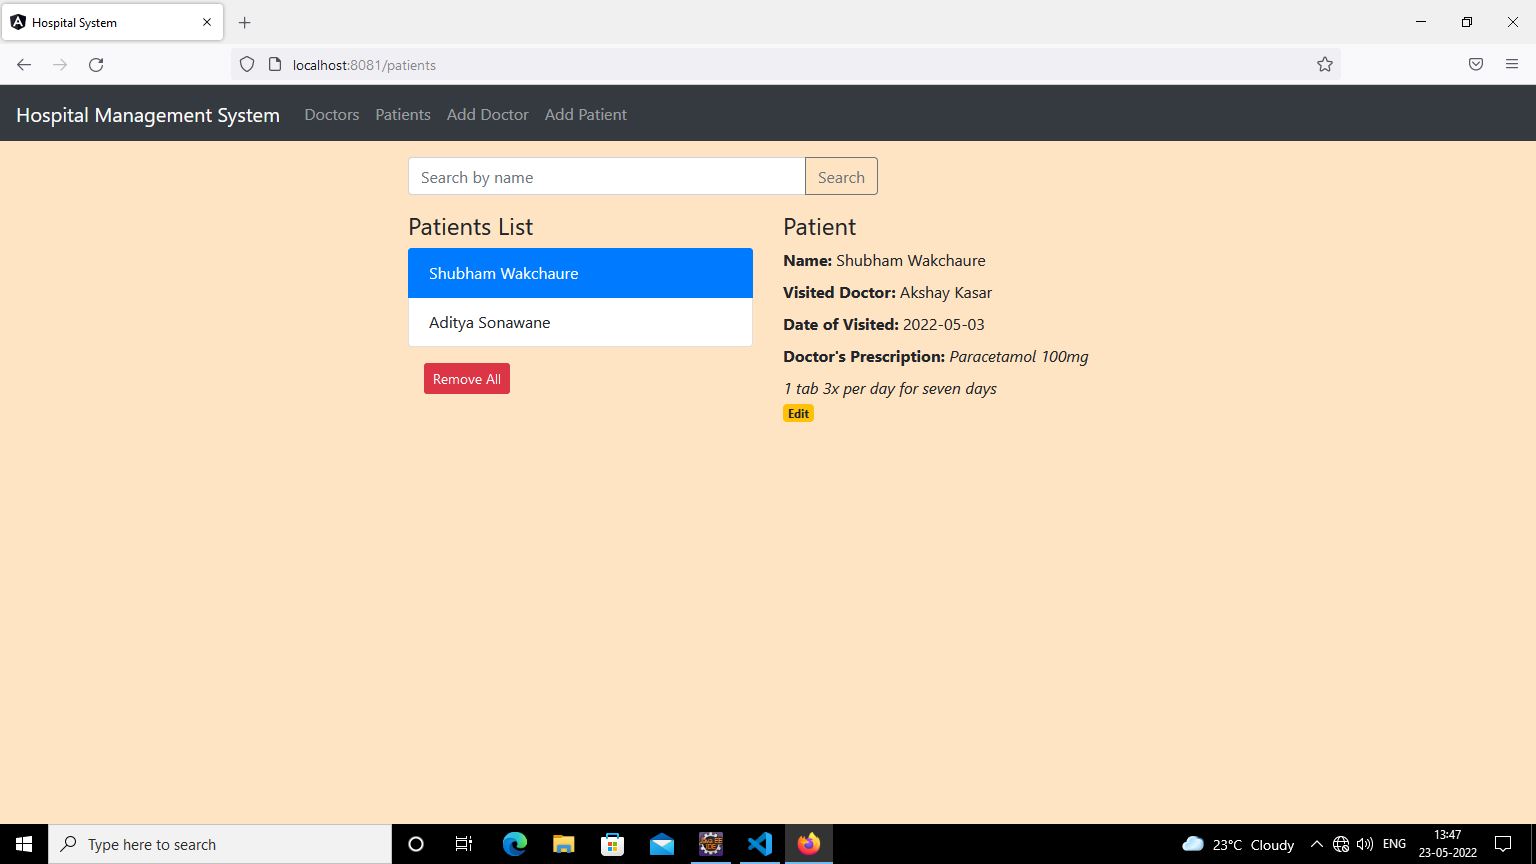 Hospital System
localhost:8081/patients
Hospital Management System Doctors Patients Add Doctor Add Patient
Search by name Search
Patients List
Shubham Wakchaure
Aditya Sonawane
Remove All
Patient
Name: Shubham Wakchaure
Visited Doctor: Akshay Kasar
Date of Visited: 2022-05-03
Doctor's Prescription: Paracetamol 100mg
1 tab 3x per day for seven days
Edit
Type here to search
23°C Cloudy
ENG
13:47
23-05-2022